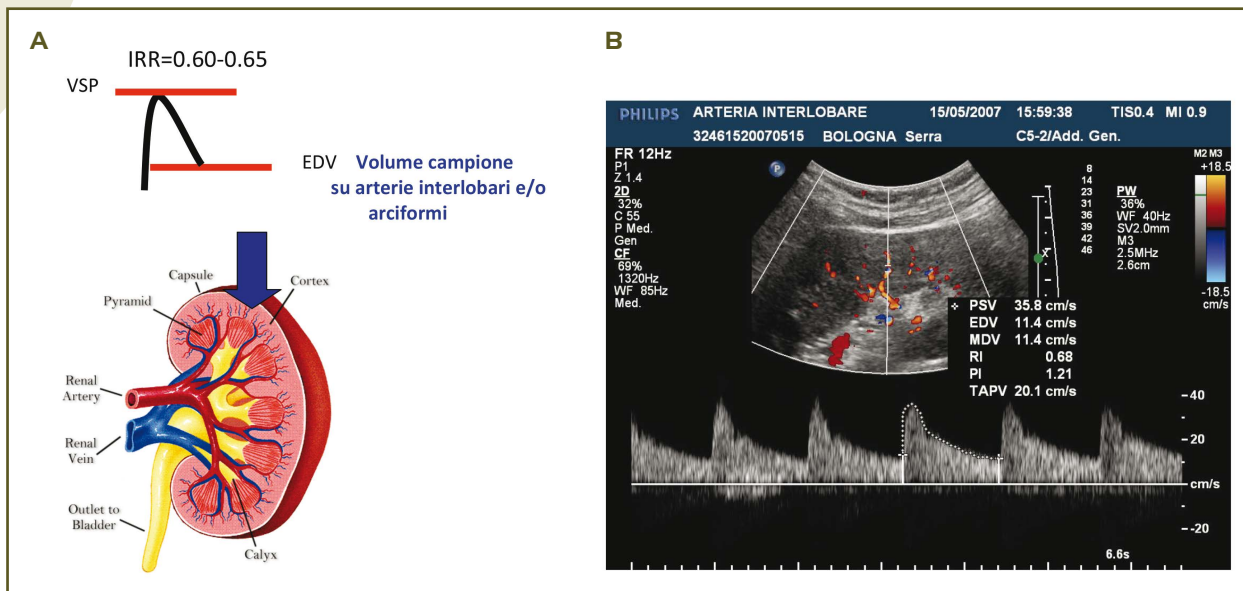 A
IRR=0.60-0.65
VSP
EDV
Volume campione
su arterie interlobari e/o
arciformi
Capsule
Cortex
Pyramid
Renal
Artery
Renal
Vein
Outlet to
Bladder
Calyx
B
PHILIPS ARTERIA INTERLOBARE 15/05/2007 15:59:38 TIS0.4 MI 0.9
32461520070515 BOLOGNA Serra C5-2/Add. Gen.
FR 12Hz
P1
Z 1.4
2D
32%
C 55
P Med.
Gen
CF
69%
1320Hz
WF 85Hz
Med.
P
8
14
23
31
36
39
42
46
PW
36%
WF 40Hz
SV2.0mm
M3
2.5MHz
2.6cm
M2 M3
+18.5
-18.5
cm/s
PSV 35.8 cm/s
EDV 11.4 cm/s
MDV 11.4 cm/s
RI 0.68
PI 1.21
TAPV 20.1 cm/s
40
20
cm/s
-20
6.6s